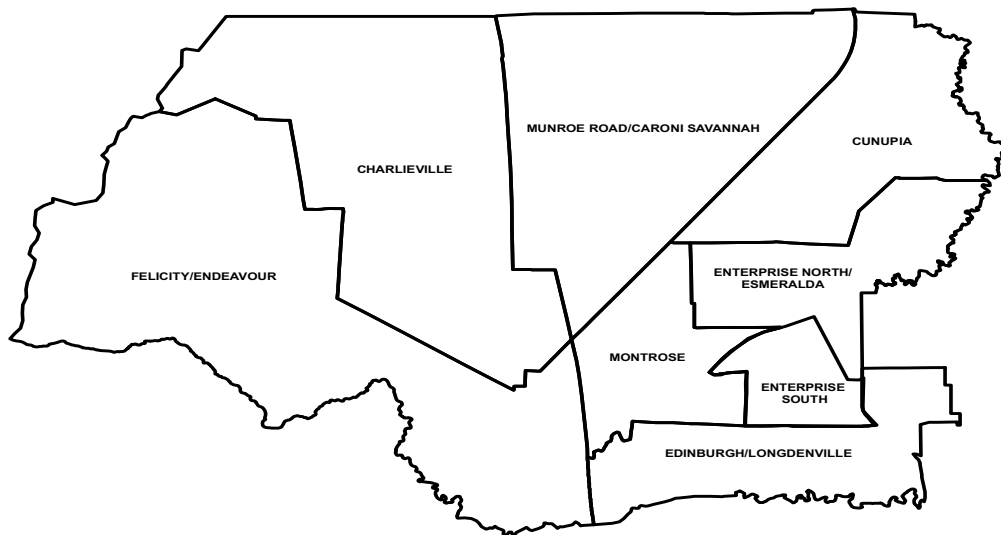 MUNROE ROAD/CARONI SAVANNAH
CUNUPIA
CHARLIEVILLE
FELICITY/ENDEAVOUR
ENTERPRISE NORTH/
ESMERALDA
MONTROSE
ENTERPRISE
SOUTH
EDINBURGH/LONGDENVILLE